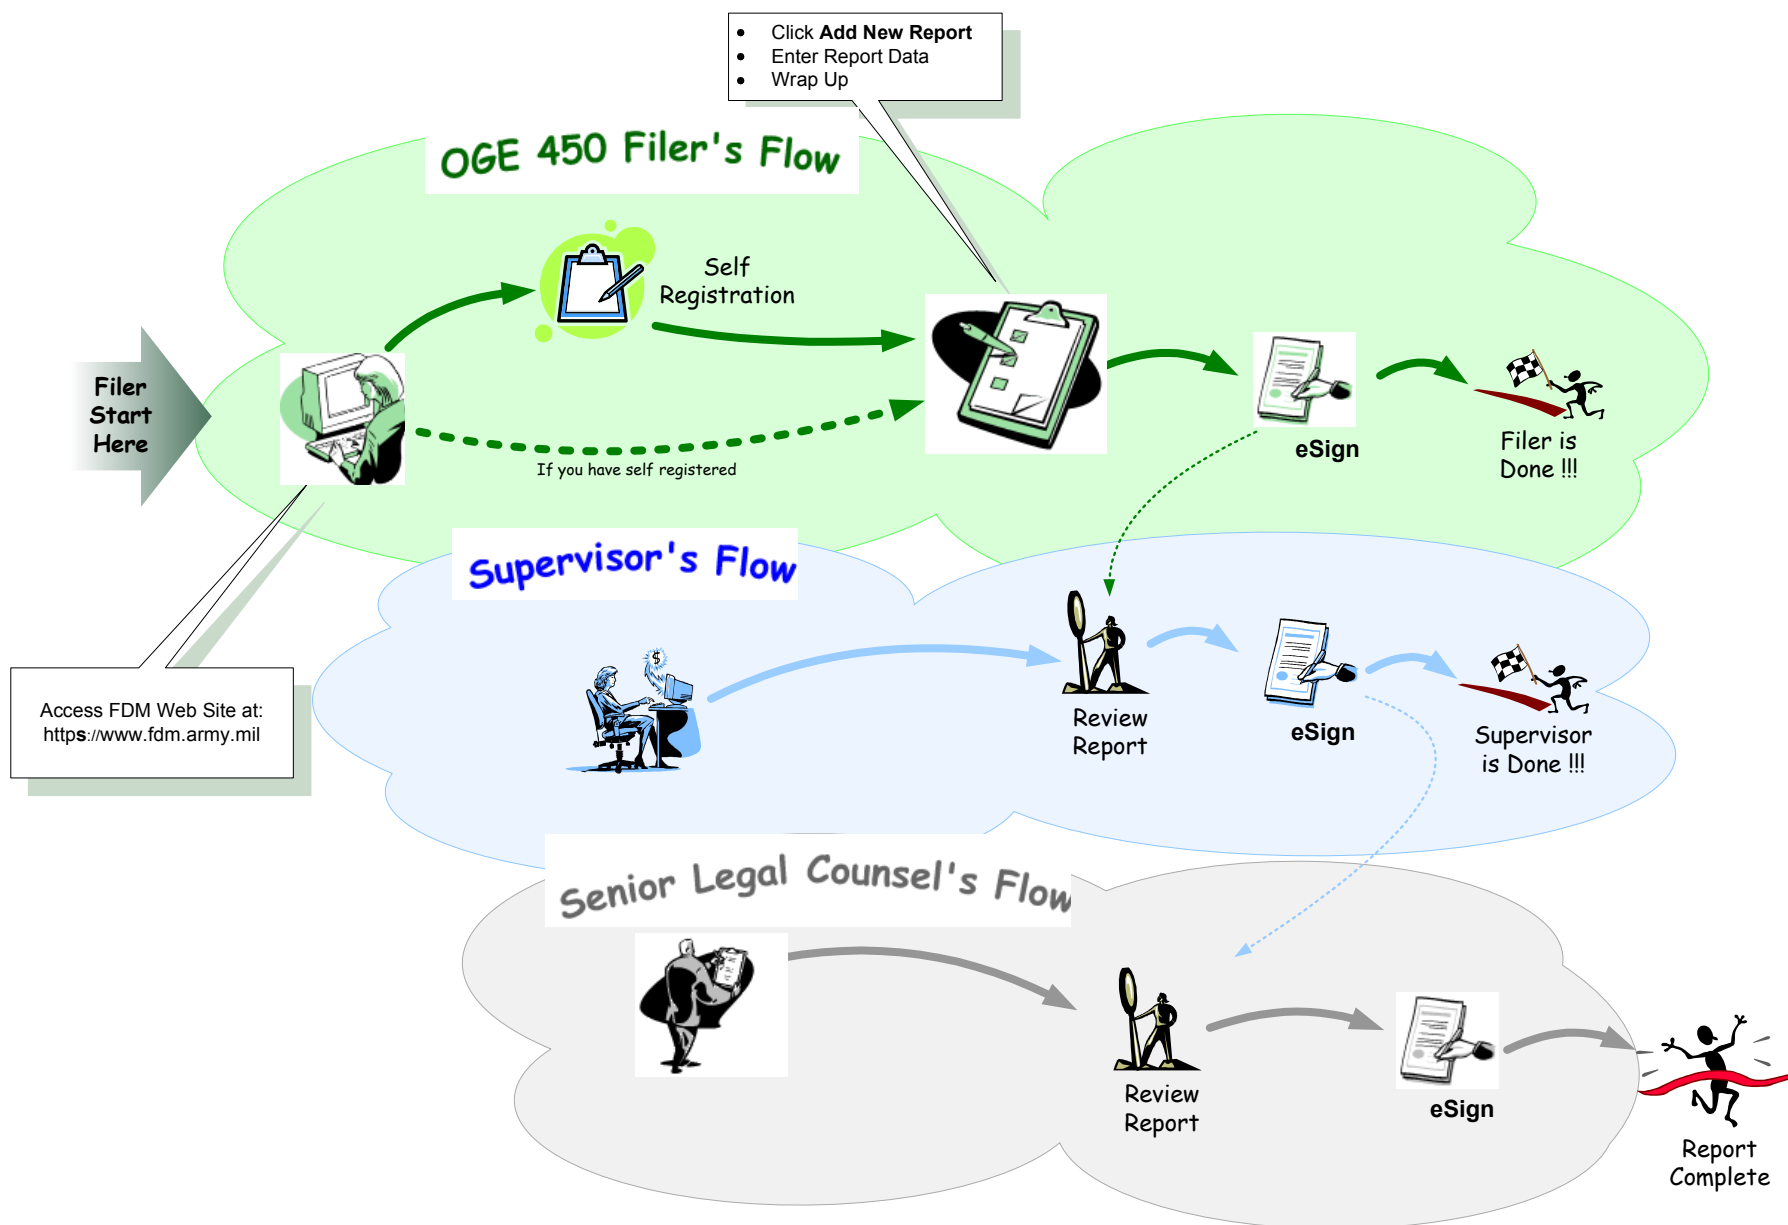 • Click Add New Report
• Enter Report Data
• Wrap Up
OGE 450 Filer's Flow
Self
Registration
Filer
Start
Here
If you have self registered
eSign
Filer is
Done !!!
Supervisor's Flow
$
Access FDM Web Site at:
https://www.fdm.army.mil
Review
Report
eSign
Supervisor
is Done !!!
Senior Legal Counsel's Flow
Review
Report
eSign
Report
Complete